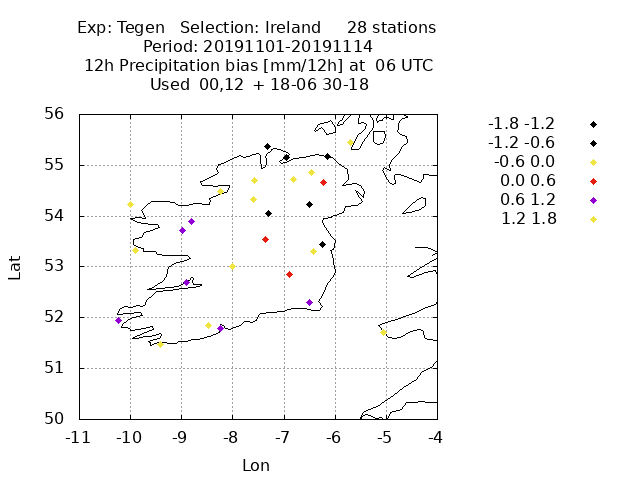 Exp: Tegen Selection: Ireland 28 stations
Period: 20191101-20191114
12h Precipitation bias [mm/12h] at 06 UTC
Used 00,12 + 18-06 30-18
-1.8 -1.2
-1.2 -0.6
-0.6 0.0
0.0 0.6
0.6 1.2
1.2 1.8
56
55
54
53
52
51
50
Lat
-11 -10 -9 -8 -7 -6 -5 -4
Lon